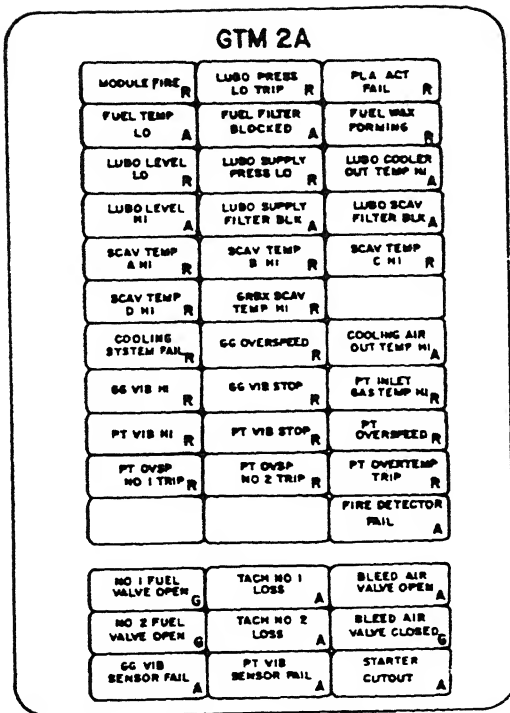 GTM 2A
MODULE FIRE R
LUBO PRESS LO TRIP R
PLA ACT FAIL R
FUEL TEMP LO A
FUEL FILTER BLOCKED A
FUEL WAX FORMING R
LUBO LEVEL LO R
LUBO SUPPLY PRESS LO R
LUBO COOLER OUT TEMP HI A
LUBO LEVEL HI A
LUBO SUPPLY FILTER BLK A
LUBO SCAV FILTER BLK A
SCAV TEMP A HI R
SCAV TEMP B HI R
SCAV TEMP C HI R
SCAV TEMP D HI R
GRBX SCAV TEMP HI R
COOLING SYSTEM FAIL R
GG OVERSPEED R
COOLING AIR OUT TEMP HI A
GG VIB HI R
GG VIB STOP R
PT INLET GAS TEMP HI R
PT VIB HI R
PT VIB STOP R
PT OVERSPEED R
PT OVSP NO 1 TRIP R
PT OVSP NO 2 TRIP R
PT OVERTEMP TRIP R
FIRE DETECTOR FAIL A
NO 1 FUEL VALVE OPEN G
TACH NO 1 LOSS A
BLEED AIR VALVE OPEN A
NO 2 FUEL VALVE OPEN G
TACH NO 2 LOSS A
BLEED AIR VALVE CLOSED G
GG VIB SENSOR FAIL A
PT VIB SENSOR FAIL A
STARTER CUTOUT A